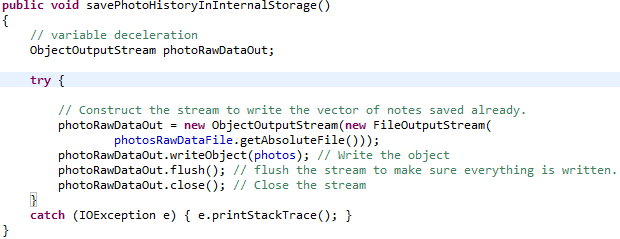 public void savePhotoHistoryInInternalStorage()
{
// variable deceleration
ObjectOutputStream photoRawDataOut;
try {
// Construct the stream to write the vector of notes saved already.
photoRawDataOut = new ObjectOutputStream(new FileOutputStream(
photosRawDataFile.getAbsoluteFile()));
photoRawDataOut.writeObject(photos); // Write the object
photoRawDataOut.flush(); // flush the stream to make sure everything is written.
photoRawDataOut.close(); // Close the stream
}
catch (IOException e) { e.printStackTrace(); }
}